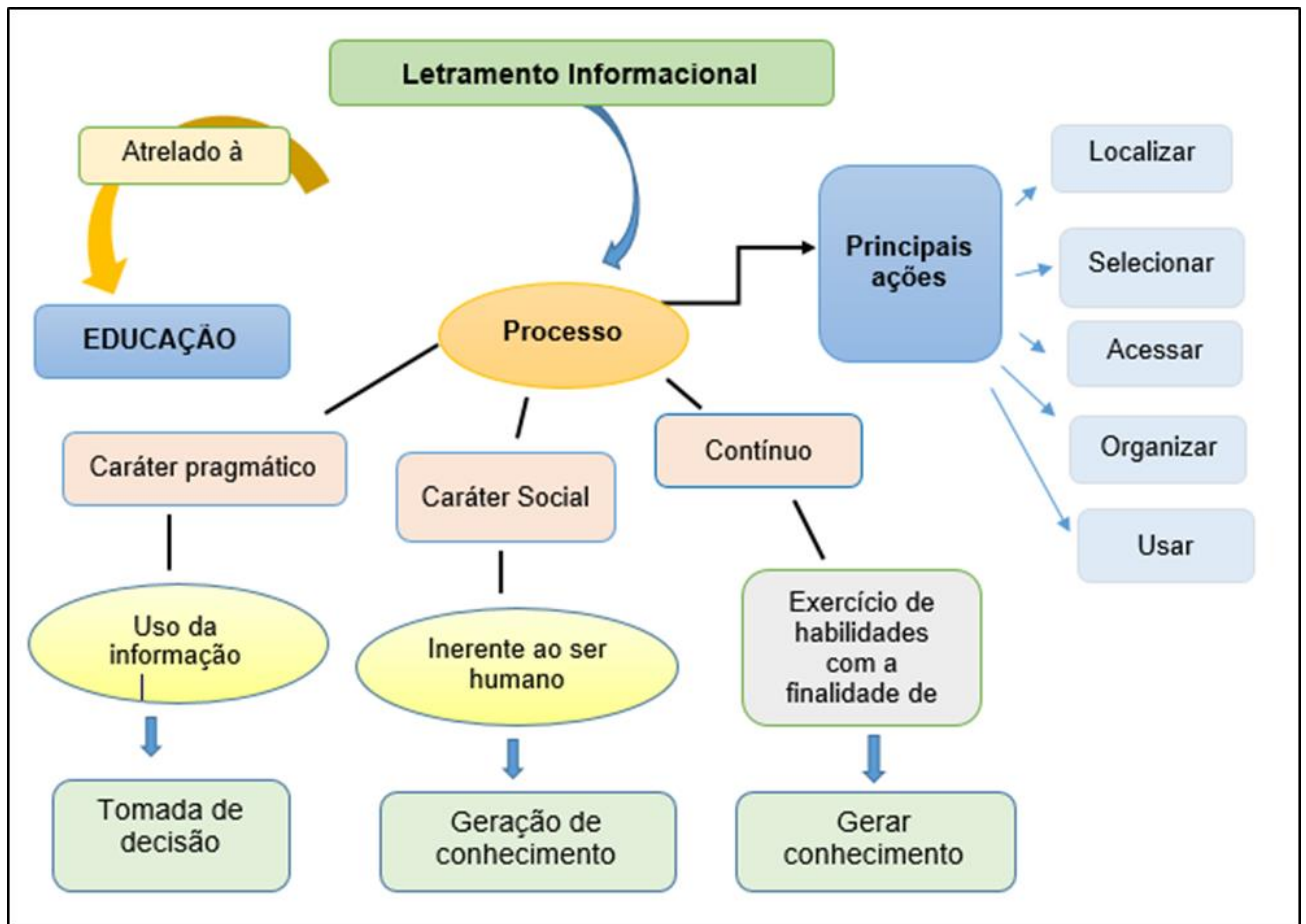 Letramento Informacional
Atrelado à
EDUCAÇÃO
Processo
Principais
ações
Localizar
Selecionar
Acessar
Organizar
Usar
Caráter pragmático
Caráter Social
Contínuo
Uso da
informação
Inerente ao ser
humano
Exercício de
habilidades
com a
finalidade de
Tomada de
decisão
Geração de
conhecimento
Gerar
conhecimento